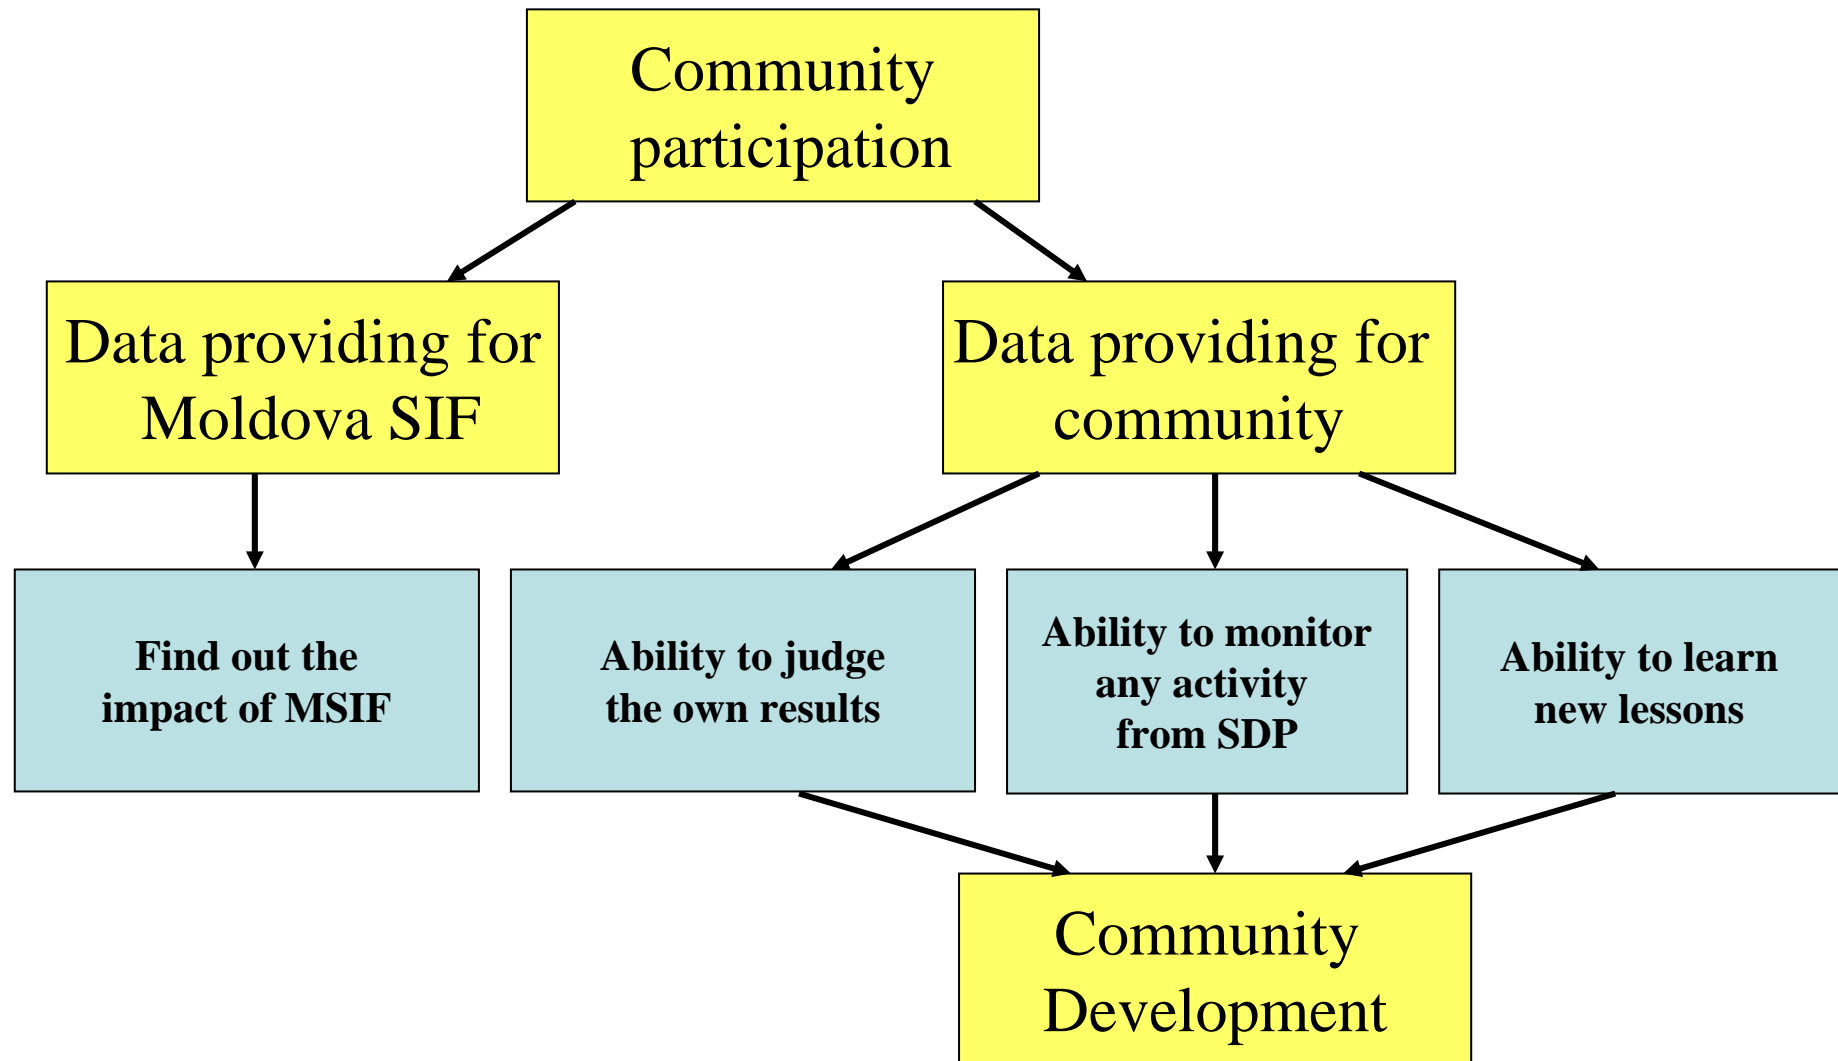 Community
participation
Data providing for
Moldova SIF
Data providing for
community
Find out the
impact of MSIF
Ability to judge
the own results
Ability to monitor
any activity
from SDP
Ability to learn
new lessons
Community
Development